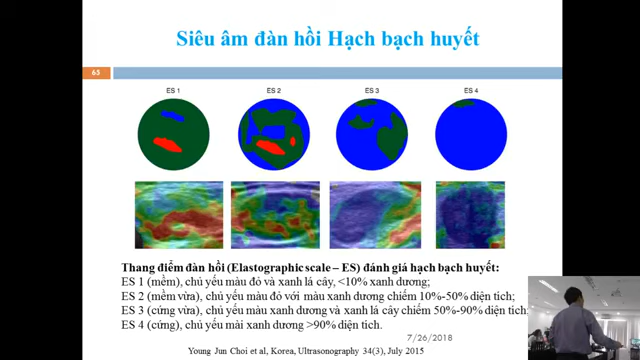 Siêu âm đàn hồi Hạch bạch huyết
65
ES 1 ES 2 ES 3 ES 4
Thang điểm đàn hồi (Elastographic scale – ES) đánh giá hạch bạch huyết:
ES 1 (mềm), chủ yếu màu đỏ và xanh lá cây, <10% xanh dương;
ES 2 (mềm vừa), chủ yếu màu đỏ với màu xanh dương chiếm 10%-50% diện tích;
ES 3 (cứng vừa), chủ yếu màu xanh dương và xanh lá cây chiếm 50%-90% diện tích;
ES 4 (cứng), chủ yếu mài xanh dương >90% diện tích.
7/26/2018
Young Jun Choi et al, Korea, Ultrasonography 34(3), July 2015